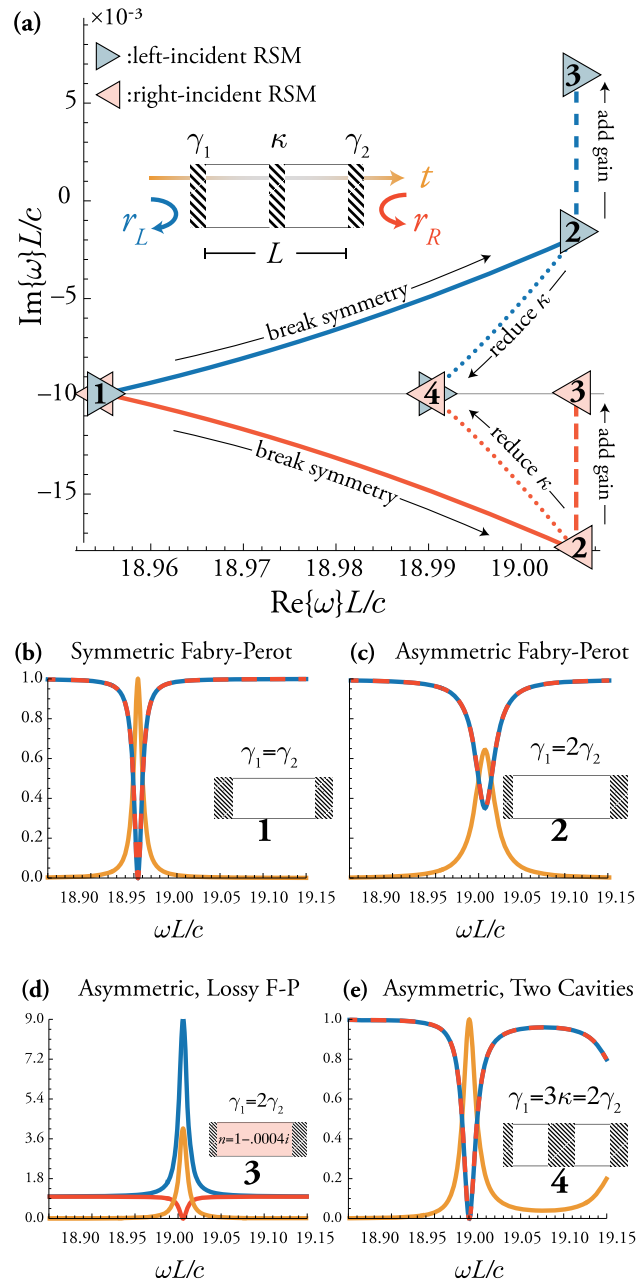 (a)
×10⁻³
:left-incident RSM
:right-incident RSM
γ₁ κ γ₂
t
r_L
r_R
L
3
add gain
2
break symmetry
reduce κ
1
4
3
break symmetry
reduce κ
add gain
2
5
0
−5
−10
−15
Im{ω}L/c
18.96 18.97 18.98 18.99 19.00
Re{ω}L/c
(b) Symmetric Fabry-Perot
1.0
0.8
0.6
0.4
0.2
0.0
γ₁=γ₂
1
18.90 18.95 19.00 19.05 19.10 19.15
ωL/c
(c) Asymmetric Fabry-Perot
1.0
0.8
0.6
0.4
0.2
0.0
γ₁=2γ₂
2
18.90 18.95 19.00 19.05 19.10 19.15
ωL/c
(d) Asymmetric, Lossy F-P
9.0
7.2
5.4
3.6
1.8
0.0
γ₁=2γ₂
n=1−.0004i
3
18.90 18.95 19.00 19.05 19.10 19.15
ωL/c
(e) Asymmetric, Two Cavities
1.0
0.8
0.6
0.4
0.2
0.0
γ₁=3κ=2γ₂
4
18.90 18.95 19.00 19.05 19.10 19.15
ωL/c